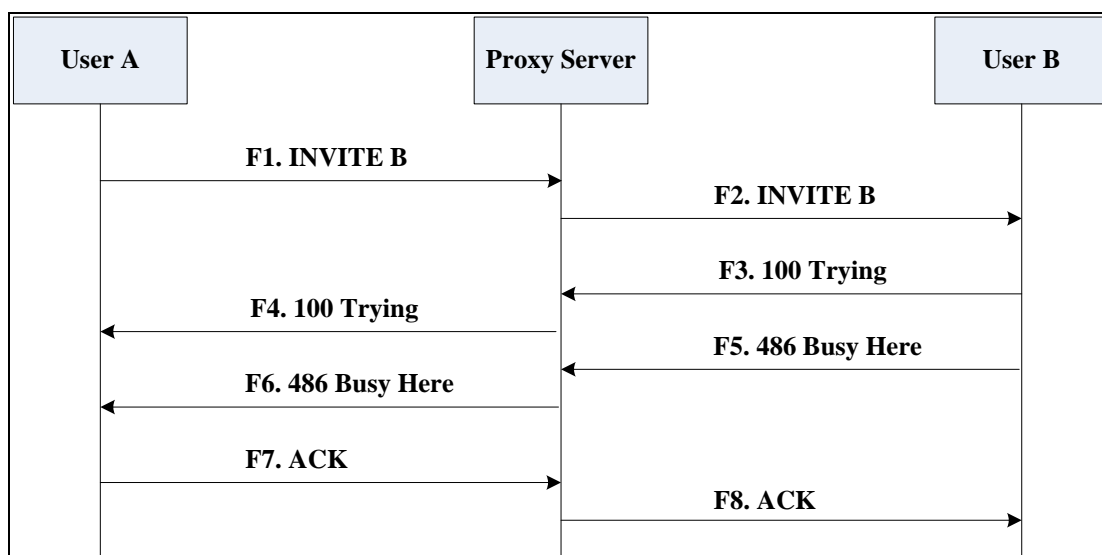 User A
Proxy Server
User B
F1. INVITE B
F2. INVITE B
F3. 100 Trying
F4. 100 Trying
F5. 486 Busy Here
F6. 486 Busy Here
F7. ACK
F8. ACK